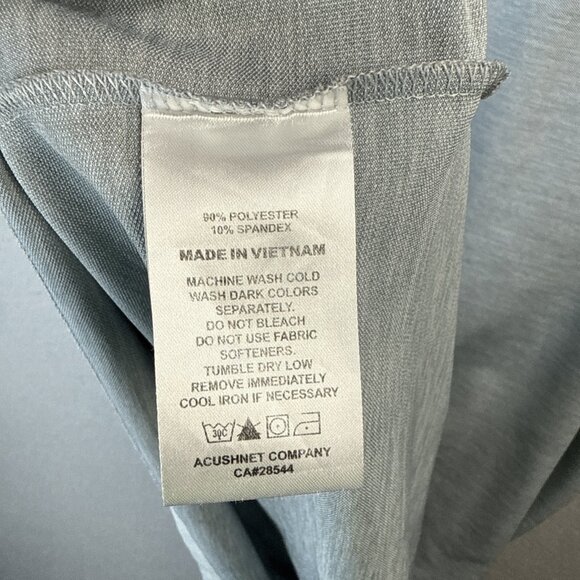 90% POLYESTER
10% SPANDEX
MADE IN VIETNAM
MACHINE WASH COLD
WASH DARK COLORS
SEPARATELY.
DO NOT BLEACH
DO NOT USE FABRIC
SOFTENERS.
TUMBLE DRY LOW
REMOVE IMMEDIATELY
COOL IRON IF NECESSARY
30C
ACUSHNET COMPANY
CA#28544